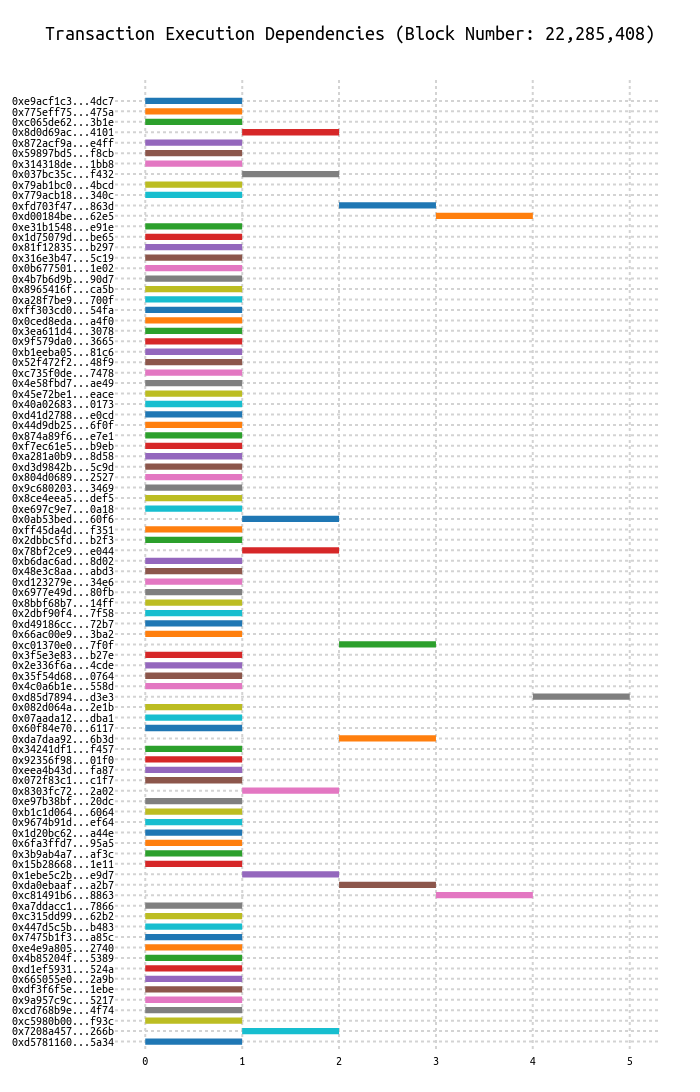 Transaction Execution Dependencies (Block Number: 22,285,408)
0xe9acf1c3...4dc7
0x775eff75...475a
0xc065de62...3b1e
0x8d0d69ac...4101
0x872acf9a...e4ff
0x59897bd5...f8cb
0x314318de...1bb8
0x037bc35c...f432
0x79ab1bc0...4bcd
0x779acb18...340c
0xfd703f47...863d
0xd00184be...62e5
0xe31b1548...e91e
0x1d75079d...be65
0x81f12835...b297
0x316e3b47...5c19
0x0b677501...1e02
0x4b7b6d9b...90d7
0x8965416f...ca5b
0xa28f7be9...700f
0xff303cd0...54fa
0x0ced8eda...a4f0
0x3ea611d4...3078
0x9f579da0...3665
0xb1eeba05...81c6
0x52f472f2...48f9
0xc735f0de...7478
0x4e58fbd7...ae49
0x45e72be1...eace
0x40a02683...0173
0xd41d2788...e0cd
0x44d9db25...6f0f
0x874a89f6...e7e1
0xf7ec61e5...b9eb
0xa281a0b9...8d58
0xd3d9842b...5c9d
0x804d0689...2527
0x9c680203...3469
0x8ce4eea5...def5
0xe697c9e7...0a18
0x0ab53bed...60f6
0xff45da4d...f351
0x2dbbc5fd...b2f3
0x78bf2ce9...e044
0xb6dac6ad...8d02
0x48e3c8aa...abd3
0xd123279e...34e6
0x6977e49d...80fb
0x8bbf68b7...14ff
0x2dbf90f4...7f58
0xd49186cc...72b7
0x66ac00e9...3ba2
0xc01370e0...7f0f
0x3f5e3e83...b27e
0x2e336f6a...4cde
0x35f54d68...0764
0x4c0a6b1e...558d
0xd85d7894...d3e3
0x082d064a...2e1b
0x07aada12...dba1
0x60f84e70...6117
0xda7daa92...6b3d
0x34241df1...f457
0x92356f98...01f0
0xeea4b43d...fa87
0x072f83c1...c1f7
0x8303fc72...2a02
0xe97b38bf...20dc
0xb1c1d064...6064
0x9674b91d...ef64
0x1d20bc62...a44e
0x6fa3ffd7...95a5
0x3b9ab4a7...af3c
0x15b28668...1e11
0x1ebe5c2b...e9d7
0xda0ebaaf...a2b7
0xc81491b6...8863
0xa7ddacc1...7866
0xc315dd99...62b2
0x447d5c5b...b483
0x7475b1f3...a85c
0xe4e9a805...2740
0x4b85204f...5389
0xd1ef5931...524a
0x665055e0...2a9b
0xdf3f6f5e...1ebe
0x9a957c9c...5217
0xcd768b9e...4f74
0xc5980b00...f93c
0x7208a457...266b
0xd5781160...5a34
0 1 2 3 4 5